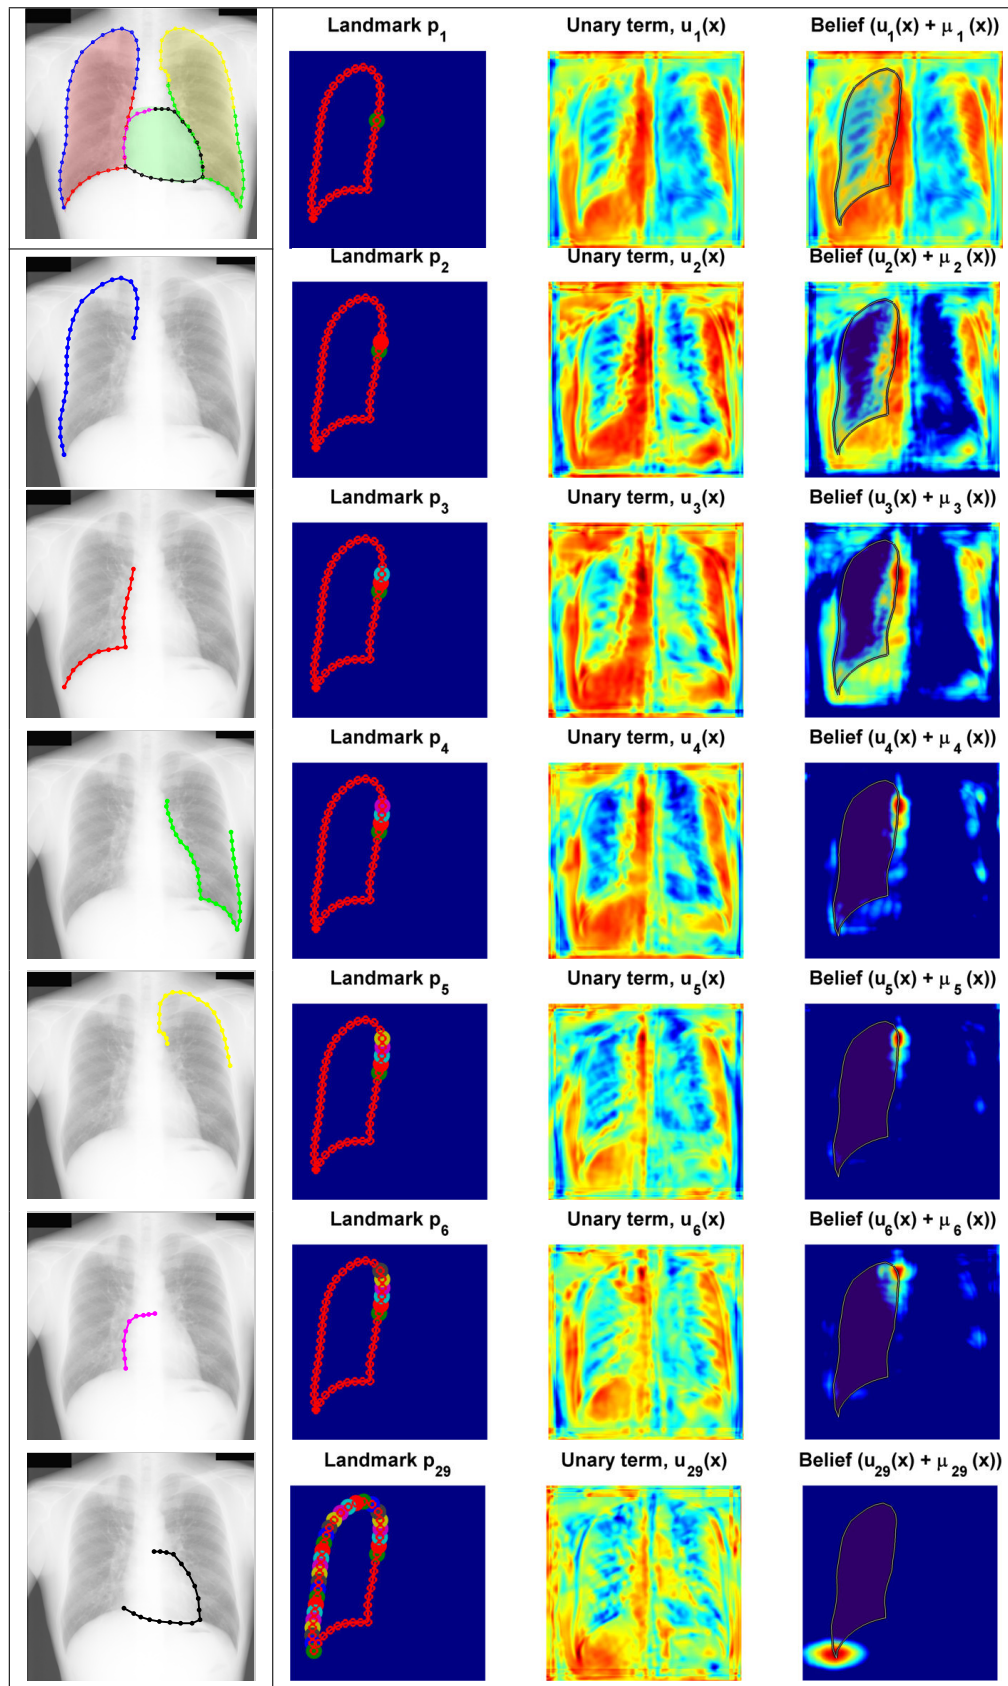 Landmark p1 Unary term, u1(x) Belief (u1(x) + μ1(x))
Landmark p2 Unary term, u2(x) Belief (u2(x) + μ2(x))
Landmark p3 Unary term, u3(x) Belief (u3(x) + μ3(x))
Landmark p4 Unary term, u4(x) Belief (u4(x) + μ4(x))
Landmark p5 Unary term, u5(x) Belief (u5(x) + μ5(x))
Landmark p6 Unary term, u6(x) Belief (u6(x) + μ6(x))
Landmark p29 Unary term, u29(x) Belief (u29(x) + μ29(x))